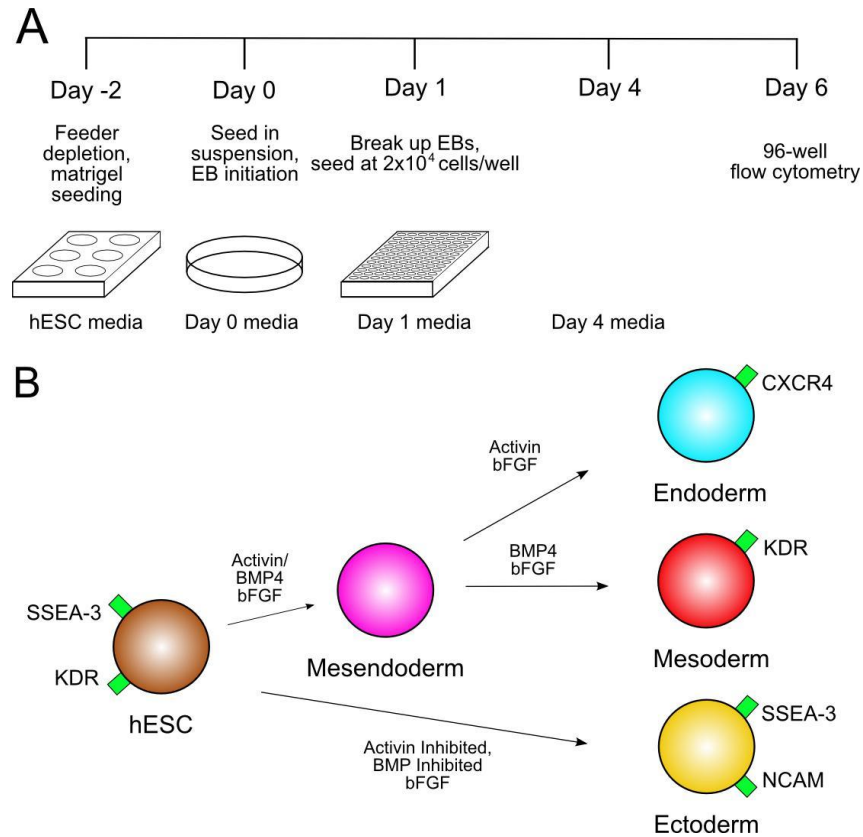 A
Day -2
Day 0
Day 1
Day 4
Day 6
Feeder
depletion,
matrigel
seeding
Seed in
suspension,
EB initiation
Break up EBs,
seed at 2x10⁴ cells/well
96-well
flow cytometry
hESC media
Day 0 media
Day 1 media
Day 4 media
B
SSEA-3
KDR
hESC
Activin/
BMP4
bFGF
Mesendoderm
Activin
bFGF
CXCR4
Endoderm
BMP4
bFGF
KDR
Mesoderm
Activin Inhibited,
BMP Inhibited
bFGF
SSEA-3
NCAM
Ectoderm